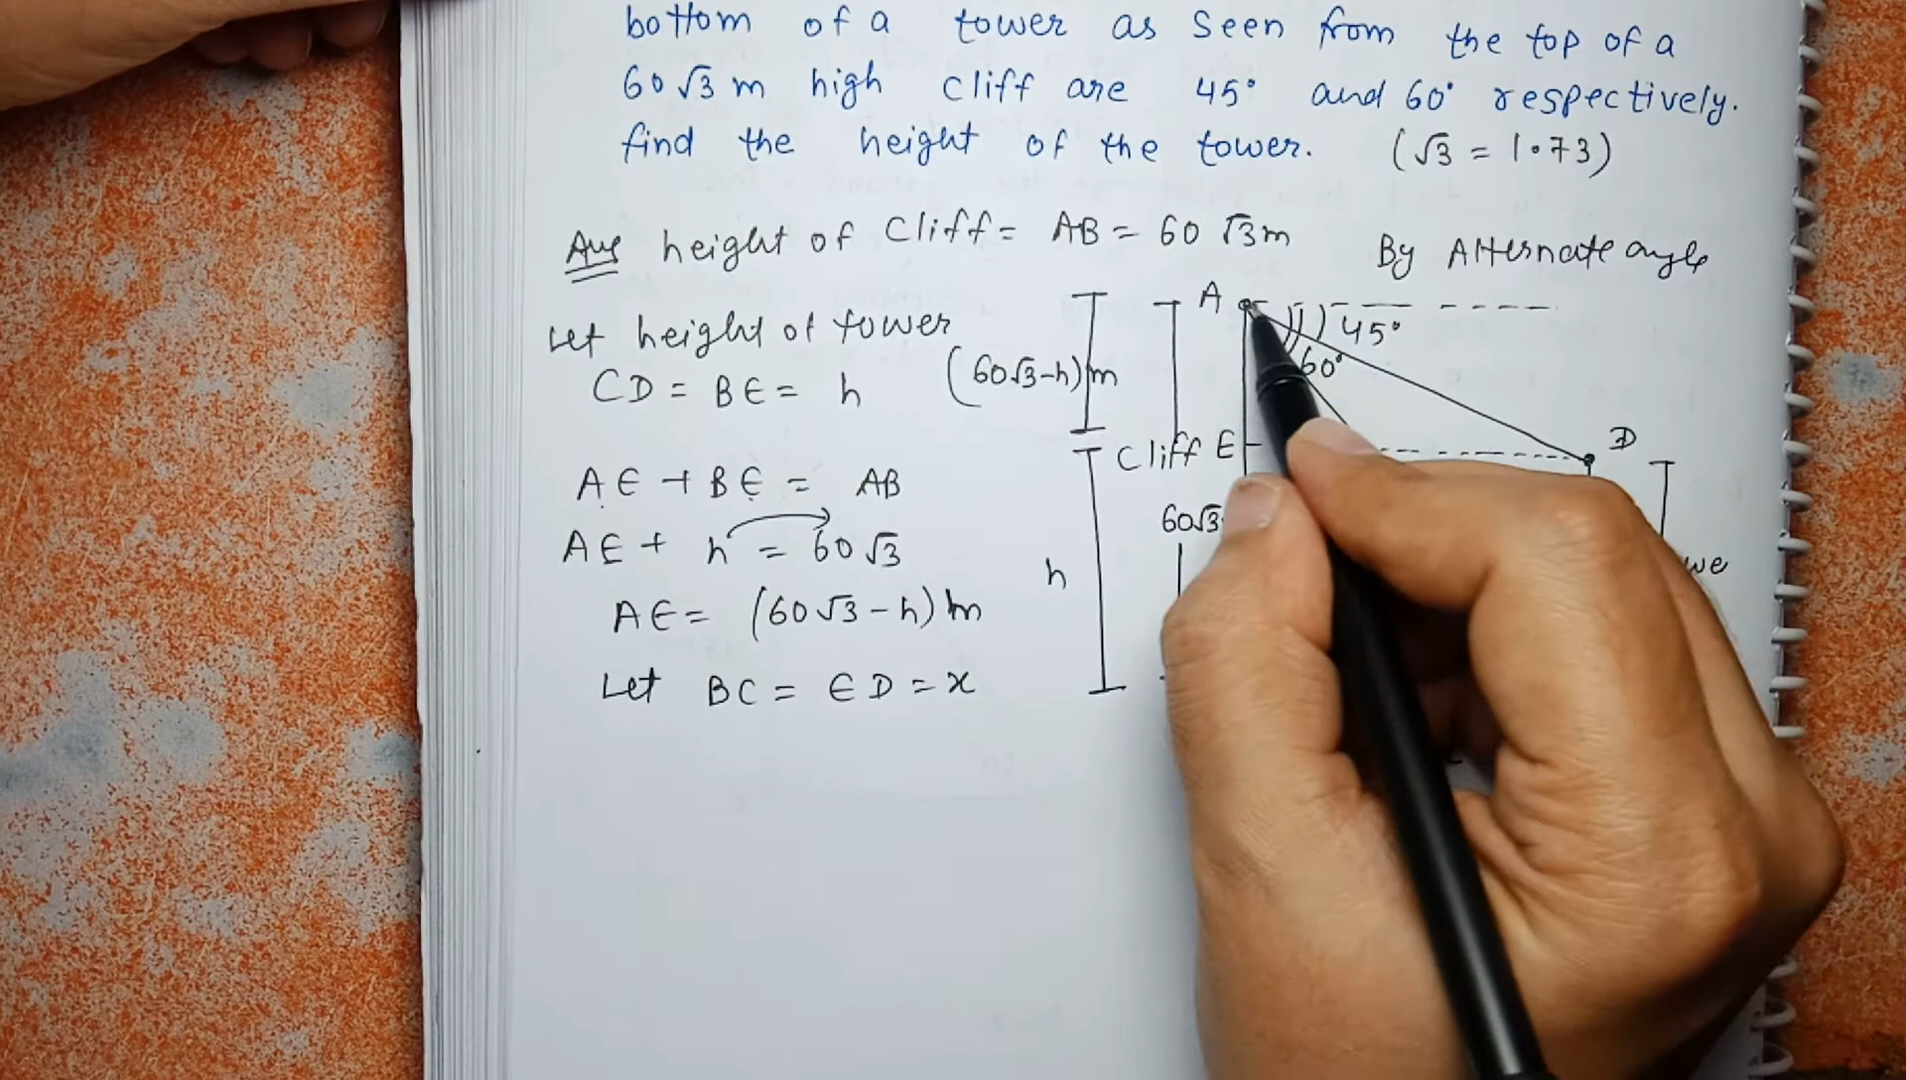 bottom of a tower as seen from the top of a
60√3 m high cliff are 45° and 60° respectively.
find the height of the tower. (√3 = 1.73)
Ans height of Cliff = AB = 60 √3m
By Alternate angle
Let height of tower
CD = BE = h
AE + BE = AB
AE + h = 60√3
AE = (60√3 - h) m
Let BC = ED = x
A
45°
60°
(60√3-h) m
D
Cliff E
60√3
h